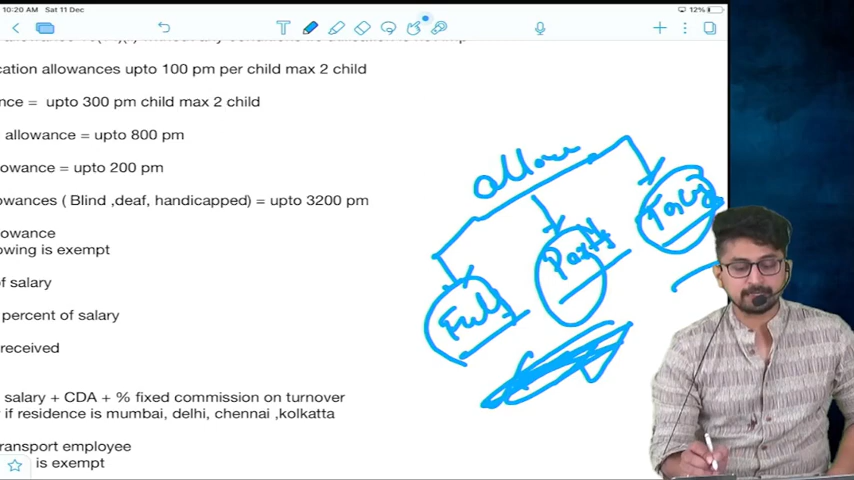 10:20 AM Sat 11 Dec
12%
cation allowances upto 100 pm per child max 2 child
nce = upto 300 pm child max 2 child
allowance = upto 800 pm
owance = upto 200 pm
owances ( Blind ,deaf, handicapped) = upto 3200 pm
owance
owing is exempt
of salary
percent of salary
received
salary + CDA + % fixed commission on turnover
if residence is mumbai, delhi, chennai ,kolkatta
ransport employee
is exempt
allow
Fully
Partly